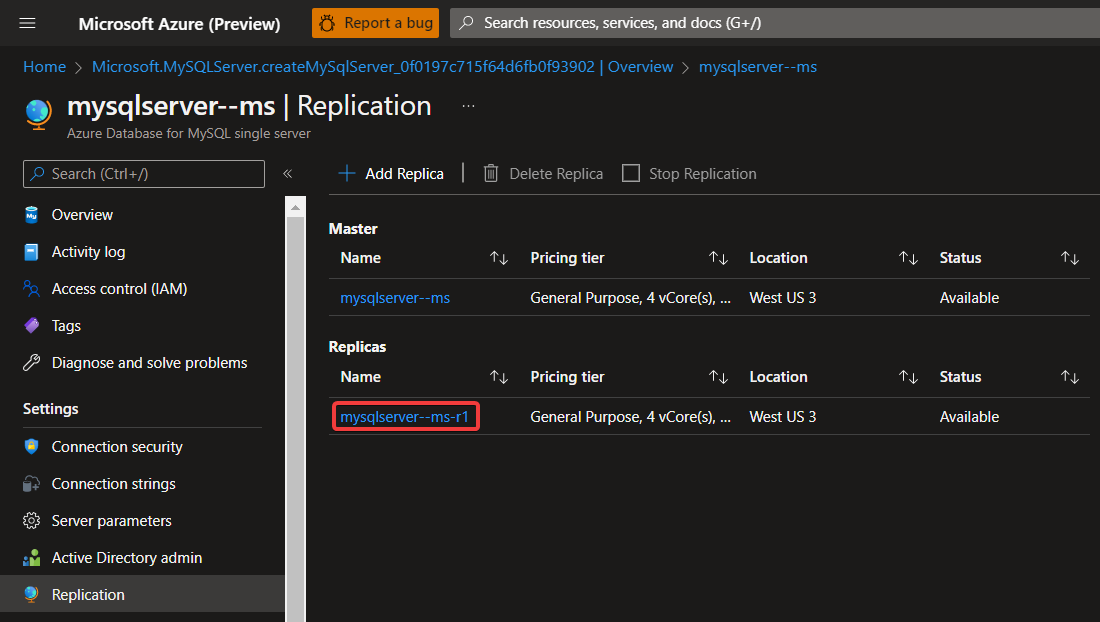 Microsoft Azure (Preview)
Report a bug
Search resources, services, and docs (G+/)
Home > Microsoft.MySQLServer.createMySqlServer_0f0197c715f64d6fb0f93902 | Overview > mysqlserver--ms
mysqlserver--ms | Replication ...
Azure Database for MySQL single server
Search (Ctrl+/)
«
Overview
Activity log
Access control (IAM)
Tags
Diagnose and solve problems
Settings
Connection security
Connection strings
Server parameters
Active Directory admin
Replication
Add Replica | Delete Replica Stop Replication
Master
Name ↑↓ Pricing tier ↑↓ Location ↑↓ Status ↑↓
mysqlserver--ms General Purpose, 4 vCore(s), ... West US 3 Available
Replicas
Name ↑↓ Pricing tier ↑↓ Location ↑↓ Status ↑↓
mysqlserver--ms-r1 General Purpose, 4 vCore(s), ... West US 3 Available